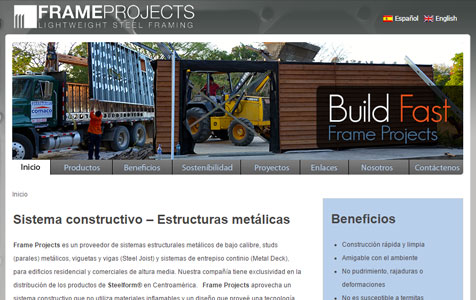 FRAMEPROJECTS
LIGHTWEIGHT STEEL FRAMING
Español English
Build Fast
Frame Projects
Inicio Productos Beneficios Sostenibilidad Proyectos Enlaces Nosotros Contáctenos
Inicio
Sistema constructivo – Estructuras metálicas
Frame Projects es un proveedor de sistemas estructurales metálicos de bajo calibre, studs
(parales) metálicos, viguetas y vigas (Steel Joist) y sistemas de entrepiso continio (Metal Deck),
para edificios residencial y comerciales de altura media. Nuestra compañía tiene exclusividad en la
distribución de los productos de Steelform® en Centroamérica. Frame Projects aprovecha un
sistema constructivo que no utiliza materiales inflamables y un diseño que proveé una tecnología
Beneficios
Construcción rápida y limpia
Amigable con el ambiente
No pudrimiento, rajaduras o
deformaciones
No es susceptible a termitas